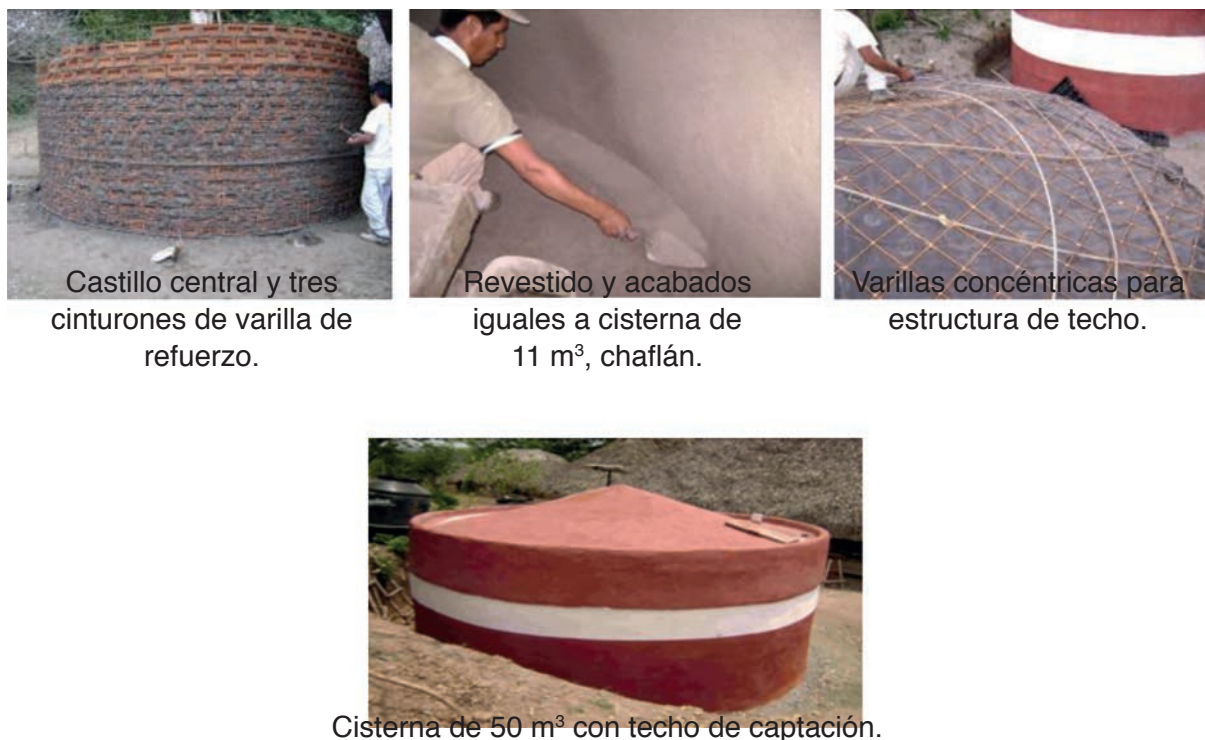 Castillo central y tres
cinturones de varilla de
refuerzo.
Revestido y acabados
iguales a cisterna de
11 m³, chaflán.
Varillas concéntricas para
estructura de techo.
Cisterna de 50 m³ con techo de captación.